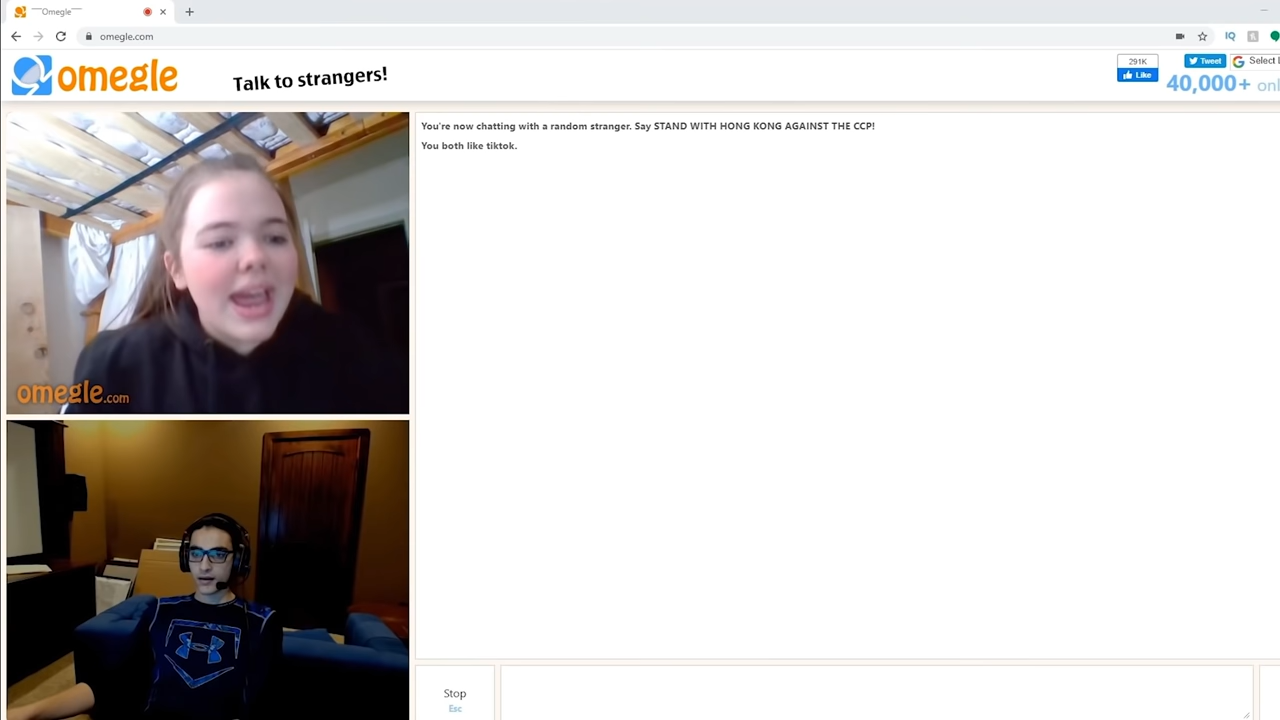 Omegle
omegle.com
omegle
Talk to strangers!
291K
Like
Tweet
Select
40,000+ onl
You're now chatting with a random stranger. Say STAND WITH HONG KONG AGAINST THE CCP!
You both like tiktok.
omegle.com
Stop
Esc